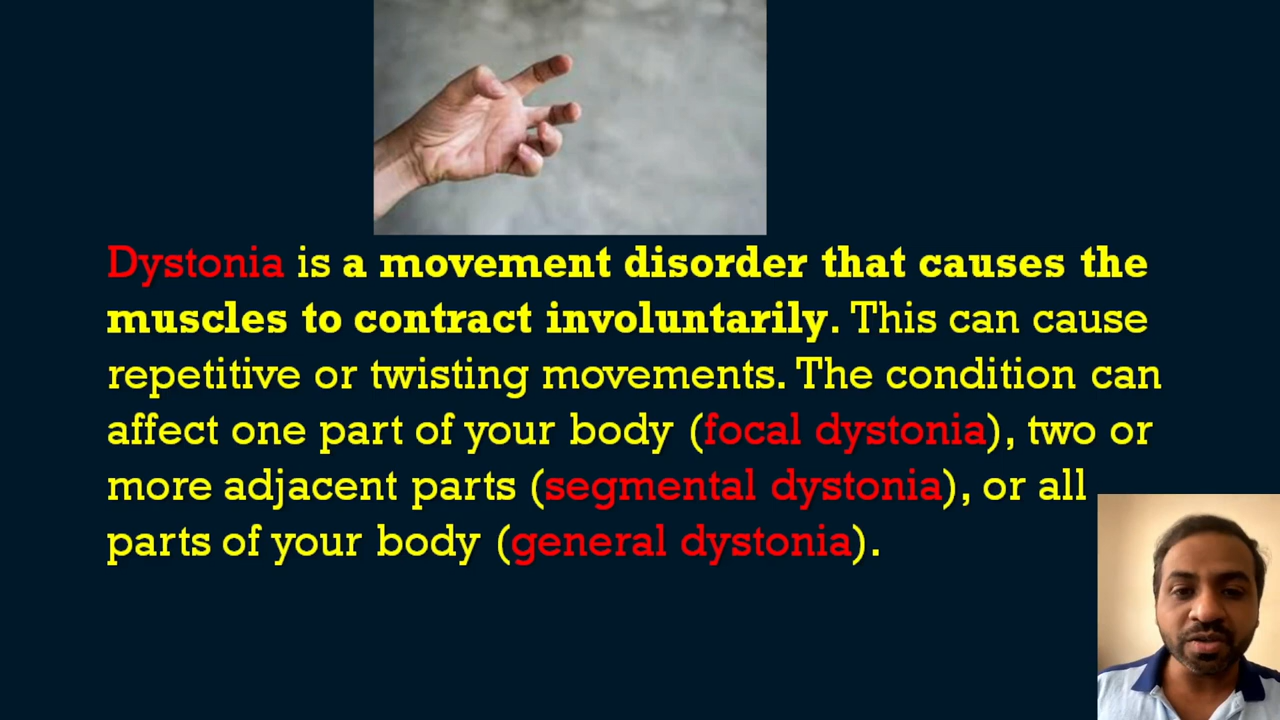 Dystonia is a movement disorder that causes the
muscles to contract involuntarily. This can cause
repetitive or twisting movements. The condition can
affect one part of your body (focal dystonia), two or
more adjacent parts (segmental dystonia), or all
parts of your body (general dystonia).